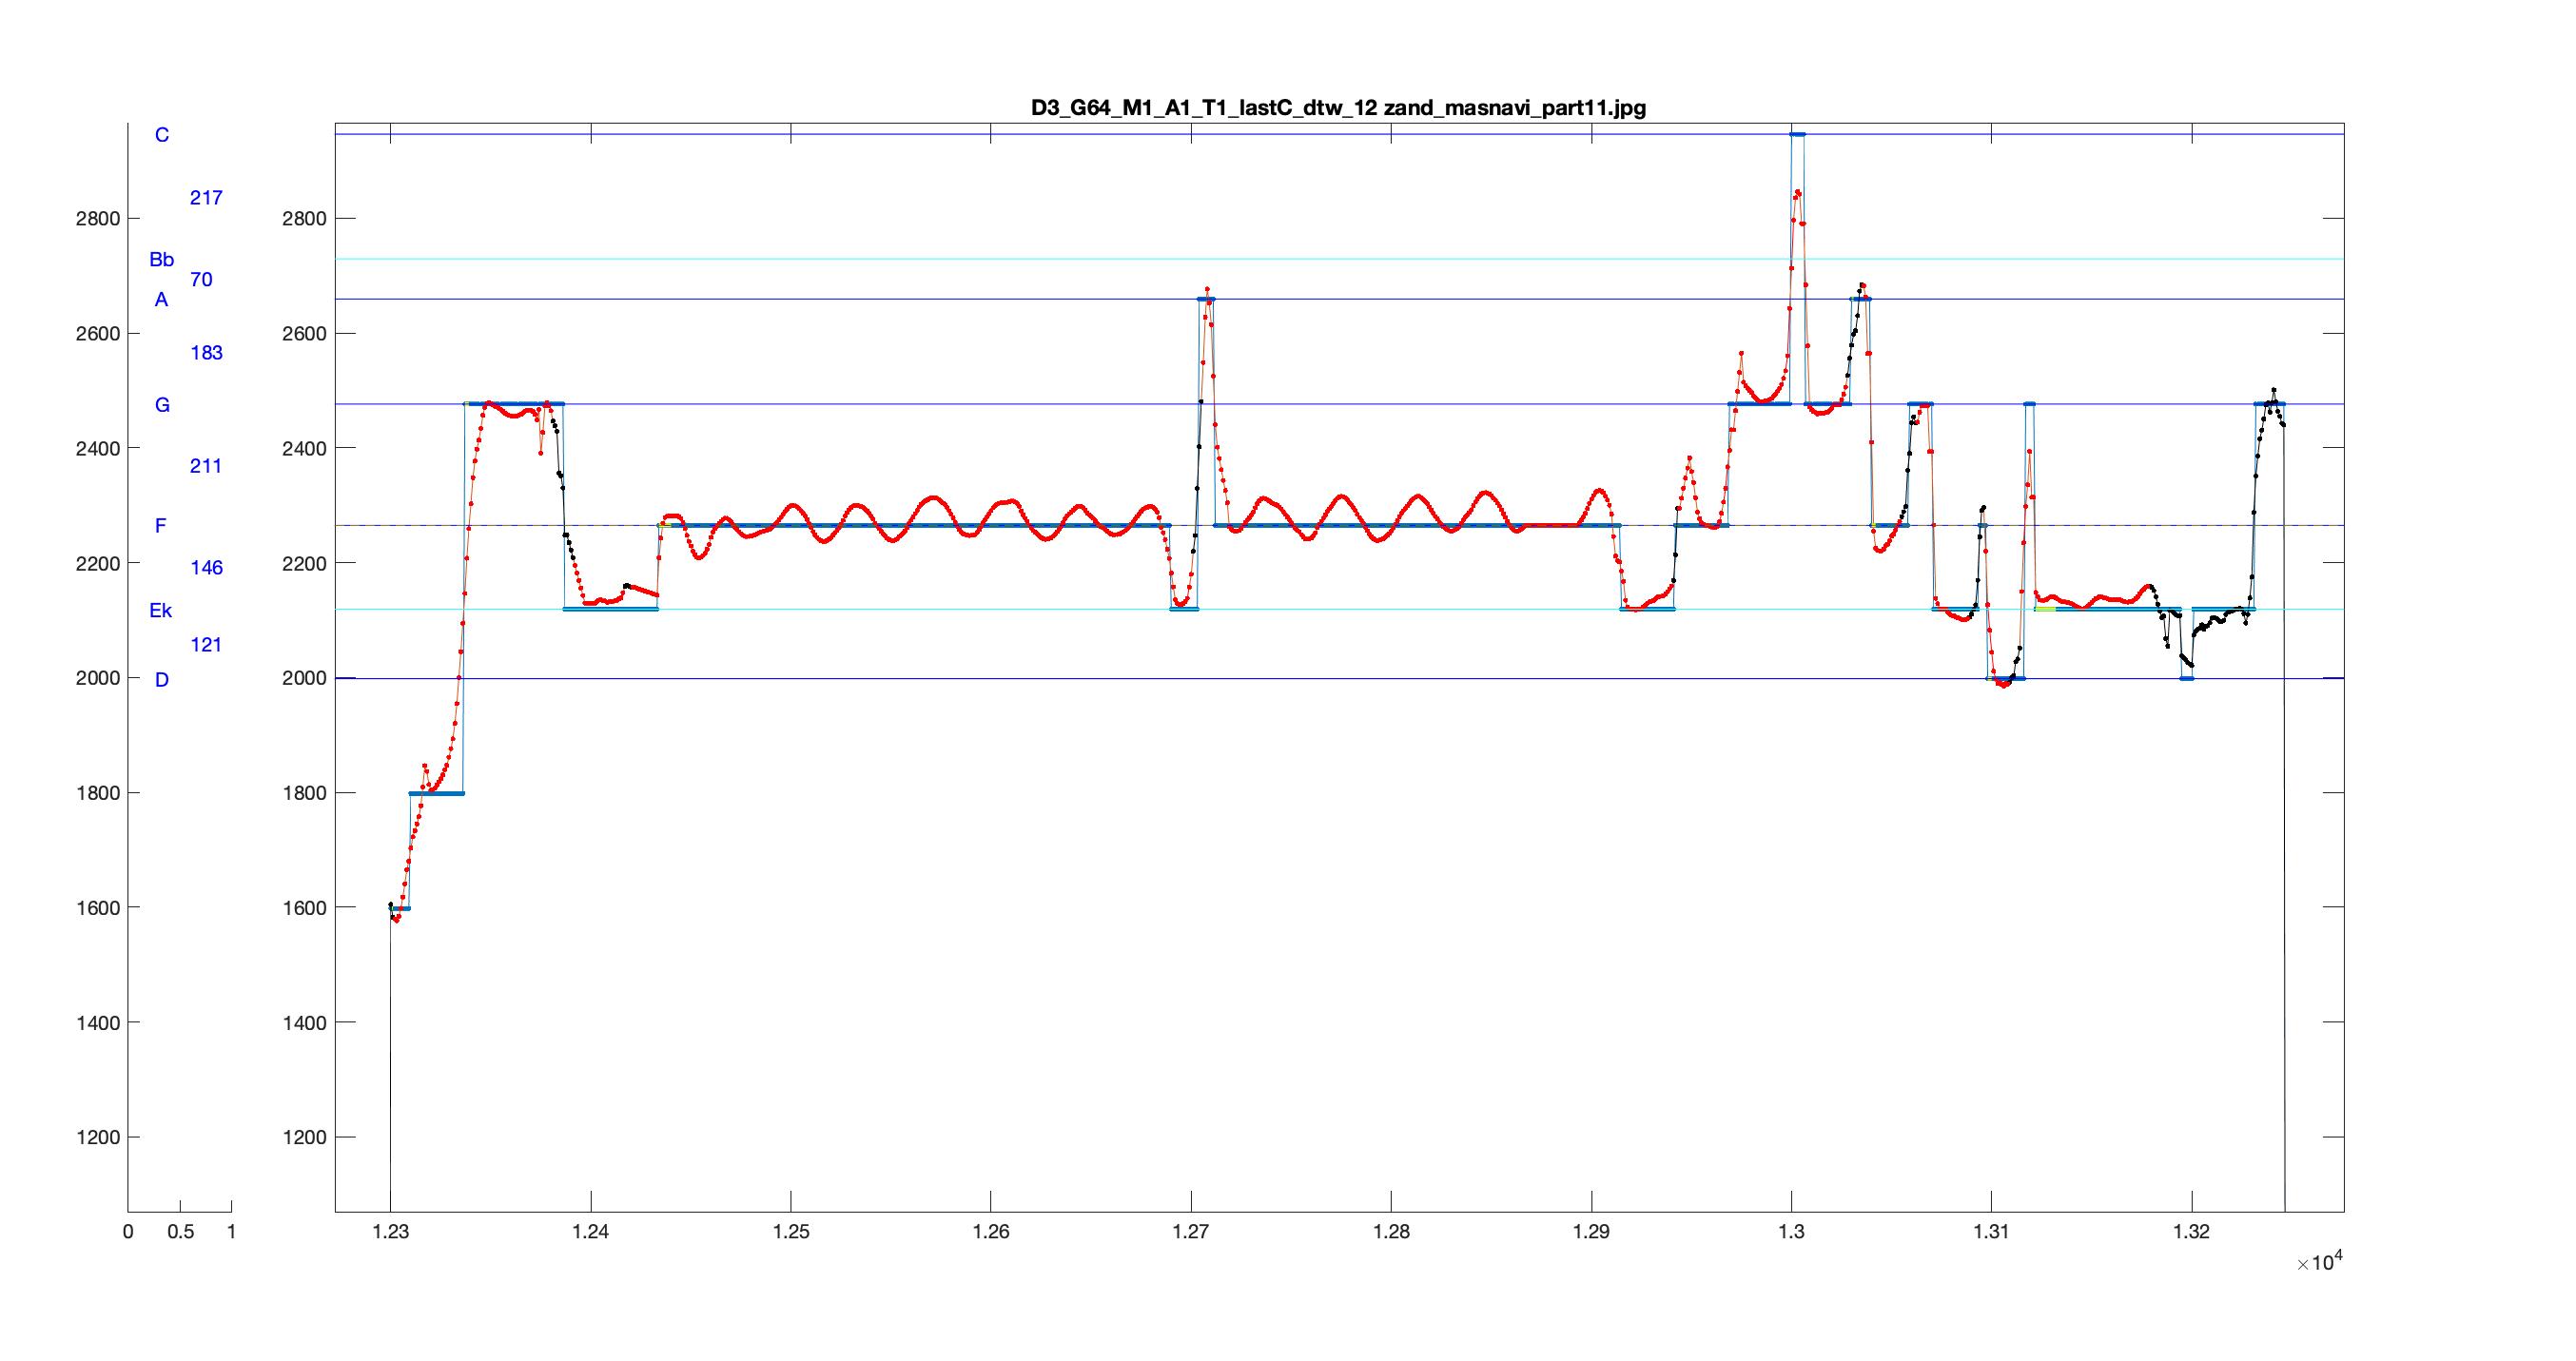 D3_G64_M1_A1_T1_lastC_dtw_12 zand_masnavi_part11.jpg
C
217
2800 2800
Bb
70
A
2600 2600
183
G
2400 2400
211
F
2200 2200
146
Ek
121
2000 D 2000
1800 1800
1600 1600
1400 1400
1200 1200
0 0.5 1 1.23 1.24 1.25 1.26 1.27 1.28 1.29 1.3 1.31 1.32
×10^4